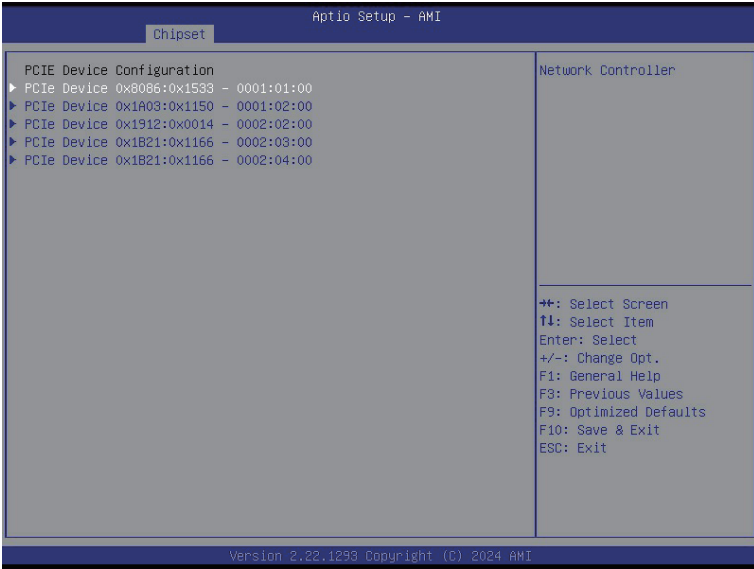 Aptio Setup – AMI
Chipset
PCIE Device Configuration
PCIe Device 0x8086:0x1533 – 0001:01:00
PCIe Device 0x1A03:0x1150 – 0001:02:00
PCIe Device 0x1912:0x0014 – 0002:02:00
PCIe Device 0x1B21:0x1166 – 0002:03:00
PCIe Device 0x1B21:0x1166 – 0002:04:00
Network Controller
→←: Select Screen
↑↓: Select Item
Enter: Select
+/–: Change Opt.
F1: General Help
F3: Previous Values
F9: Optimized Defaults
F10: Save & Exit
ESC: Exit
Version 2.22.1293 Copyright (C) 2024 AMI